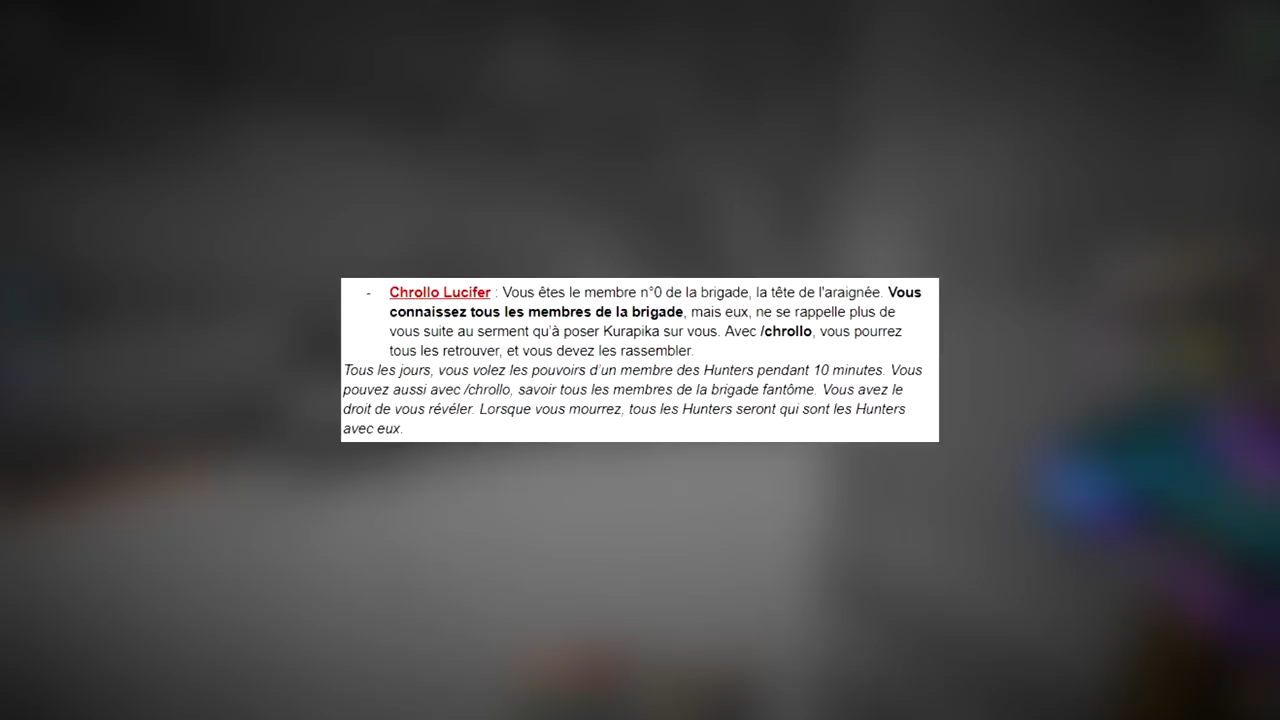 - Chrollo Lucifer : Vous êtes le membre n°0 de la brigade, la tête de l'araignée. Vous
connaissez tous les membres de la brigade, mais eux, ne se rappelle plus de
vous suite au serment qu'à poser Kurapika sur vous. Avec /chrollo, vous pourrez
tous les retrouver, et vous devez les rassembler.
Tous les jours, vous volez les pouvoirs d'un membre des Hunters pendant 10 minutes. Vous
pouvez aussi avec /chrollo, savoir tous les membres de la brigade fantôme. Vous avez le
droit de vous révéler. Lorsque vous mourrez, tous les Hunters seront qui sont les Hunters
avec eux.